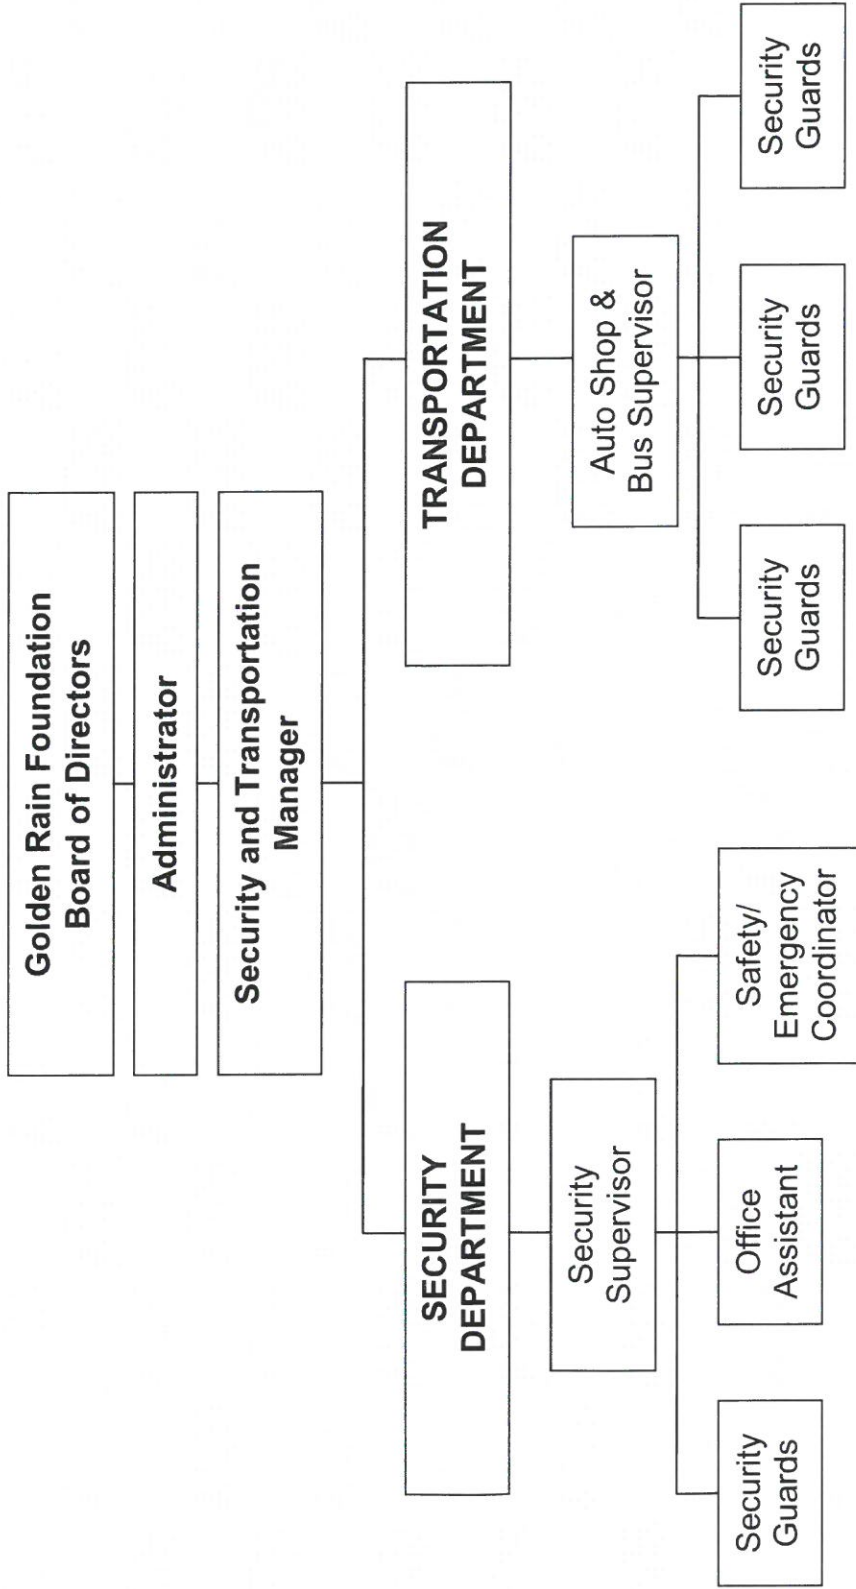 Golden Rain Foundation
Board of Directors
Administrator
Security and Transportation
Manager
SECURITY
DEPARTMENT
TRANSPORTATION
DEPARTMENT
Security
Supervisor
Auto Shop &
Bus Supervisor
Security
Guards
Office
Assistant
Safety/
Emergency
Coordinator
Security
Guards
Security
Guards
Security
Guards